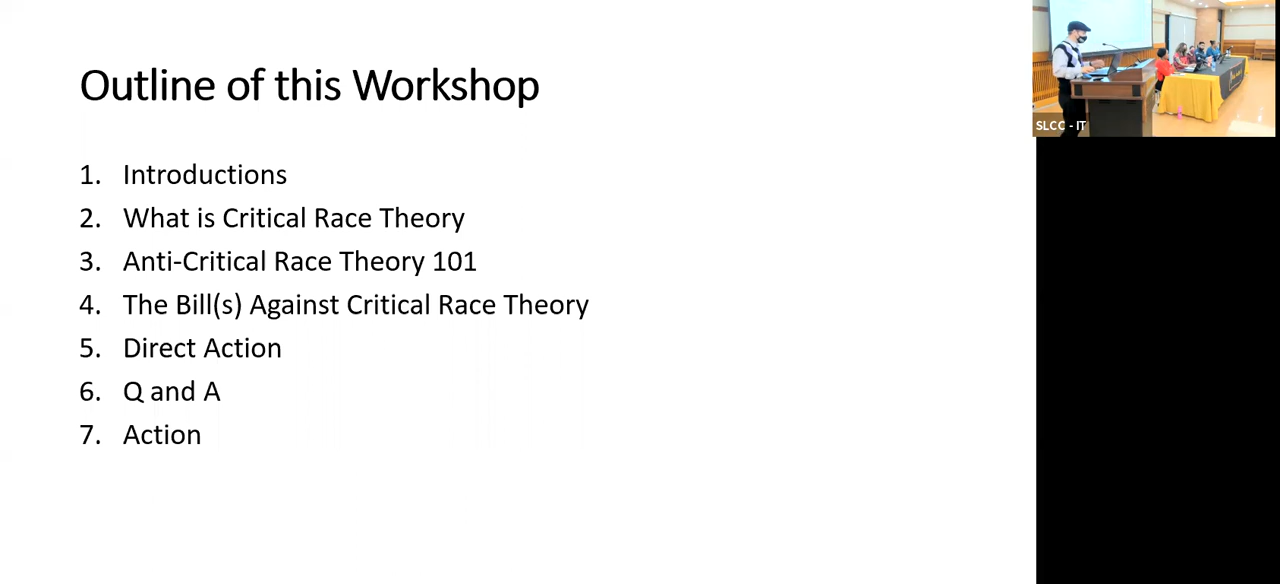 Outline of this Workshop
1. Introductions
2. What is Critical Race Theory
3. Anti-Critical Race Theory 101
4. The Bill(s) Against Critical Race Theory
5. Direct Action
6. Q and A
7. Action
SLCC - IT